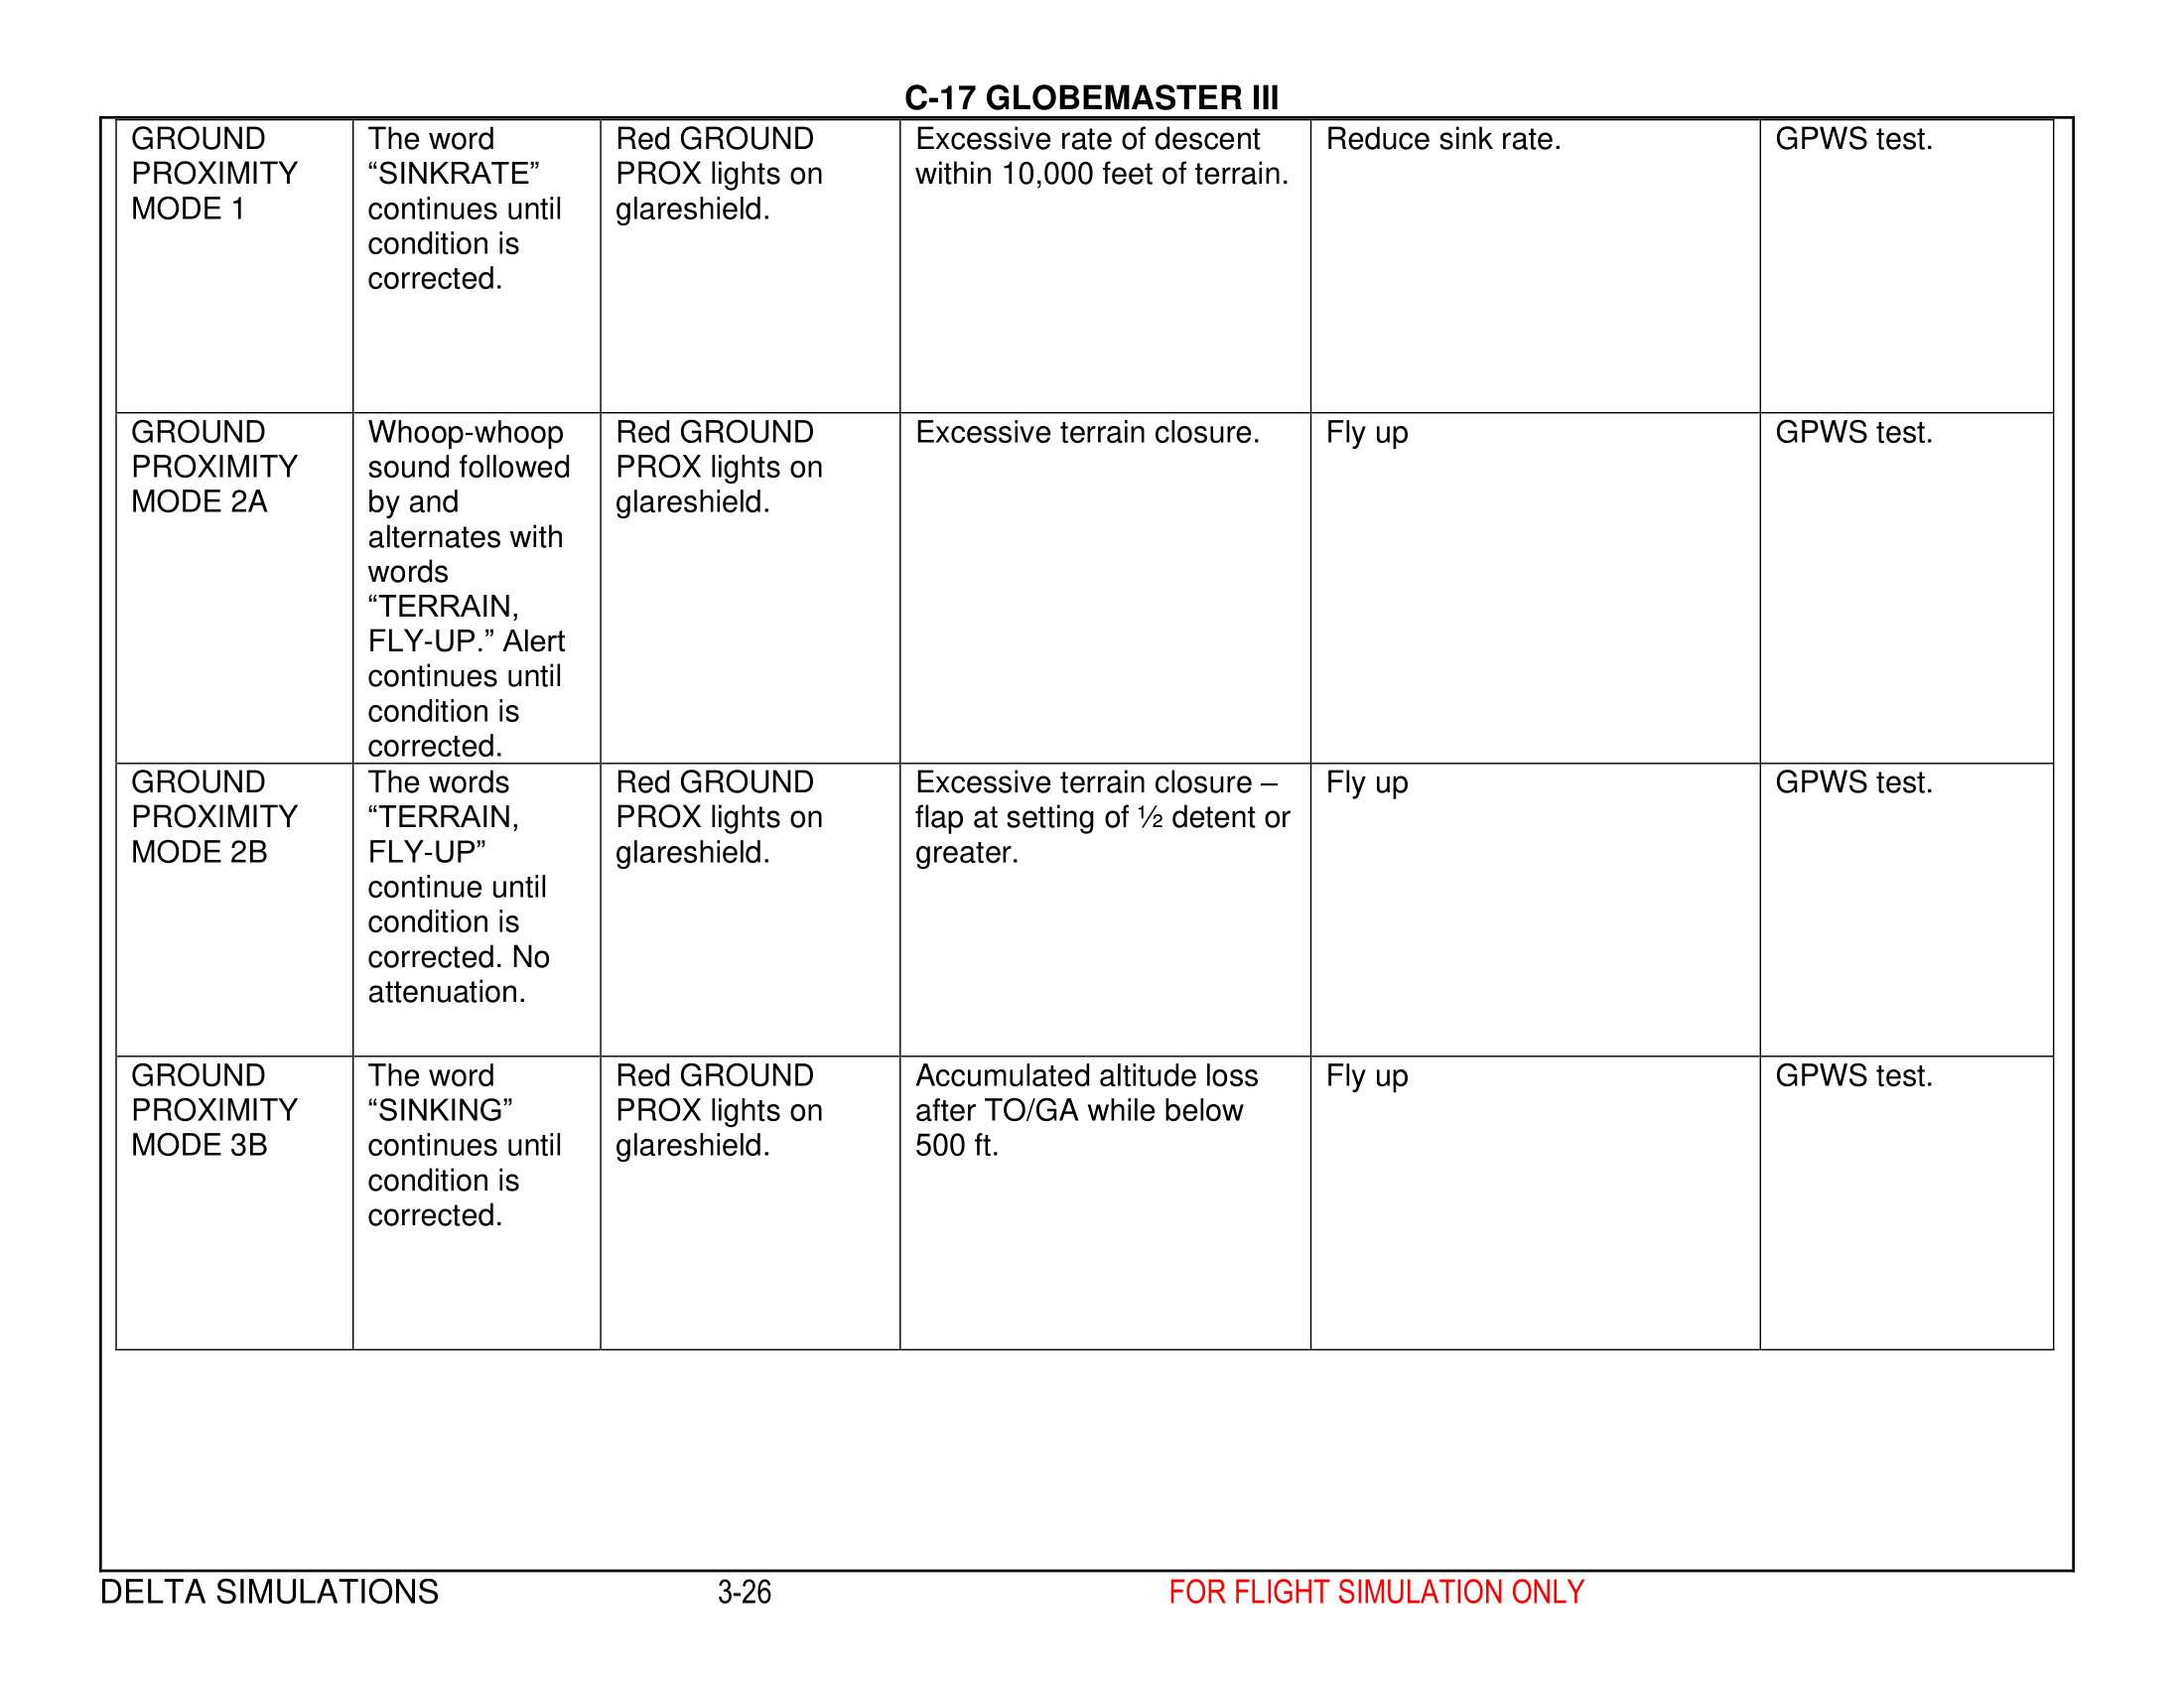 C-17 GLOBEMASTER III
GROUND
PROXIMITY
MODE 1
The word
“SINKRATE”
continues until
condition is
corrected.
Red GROUND
PROX lights on
glareshield.
Excessive rate of descent
within 10,000 feet of terrain.
Reduce sink rate.
GPWS test.
GROUND
PROXIMITY
MODE 2A
Whoop-whoop
sound followed
by and
alternates with
words
“TERRAIN,
FLY-UP.” Alert
continues until
condition is
corrected.
Red GROUND
PROX lights on
glareshield.
Excessive terrain closure.
Fly up
GPWS test.
GROUND
PROXIMITY
MODE 2B
The words
“TERRAIN,
FLY-UP”
continue until
condition is
corrected. No
attenuation.
Red GROUND
PROX lights on
glareshield.
Excessive terrain closure –
flap at setting of ½ detent or
greater.
Fly up
GPWS test.
GROUND
PROXIMITY
MODE 3B
The word
“SINKING”
continues until
condition is
corrected.
Red GROUND
PROX lights on
glareshield.
Accumulated altitude loss
after TO/GA while below
500 ft.
Fly up
GPWS test.
DELTA SIMULATIONS 3-26 FOR FLIGHT SIMULATION ONLY